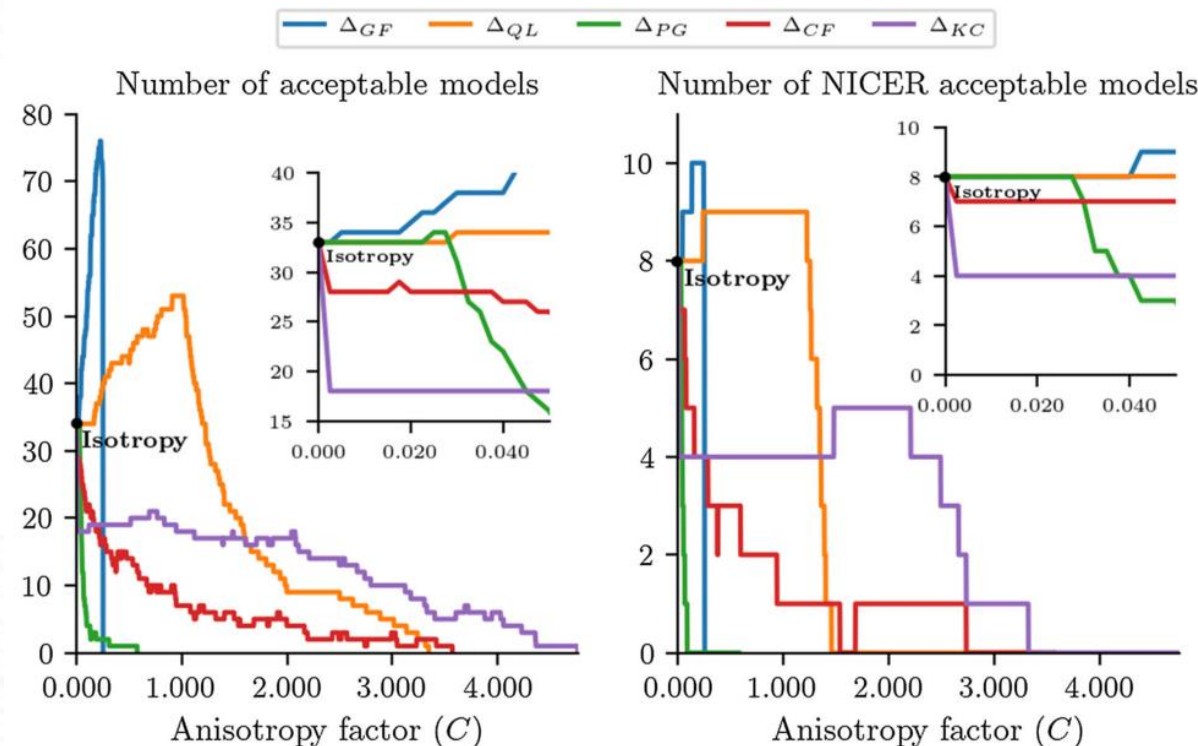 Δ_GF Δ_QL Δ_PG Δ_CF Δ_KC
Number of acceptable models
80
70
60
50
40
30
20
10
0
0.000 1.000 2.000 3.000 4.000
Anisotropy factor (C)
Isotropy
40
35
30
25
20
15
0.000 0.020 0.040
Isotropy
Number of NICER acceptable models
10
8
6
4
2
0
0.000 1.000 2.000 3.000 4.000
Anisotropy factor (C)
Isotropy
10
8
6
4
2
0
0.000 0.020 0.040
Isotropy